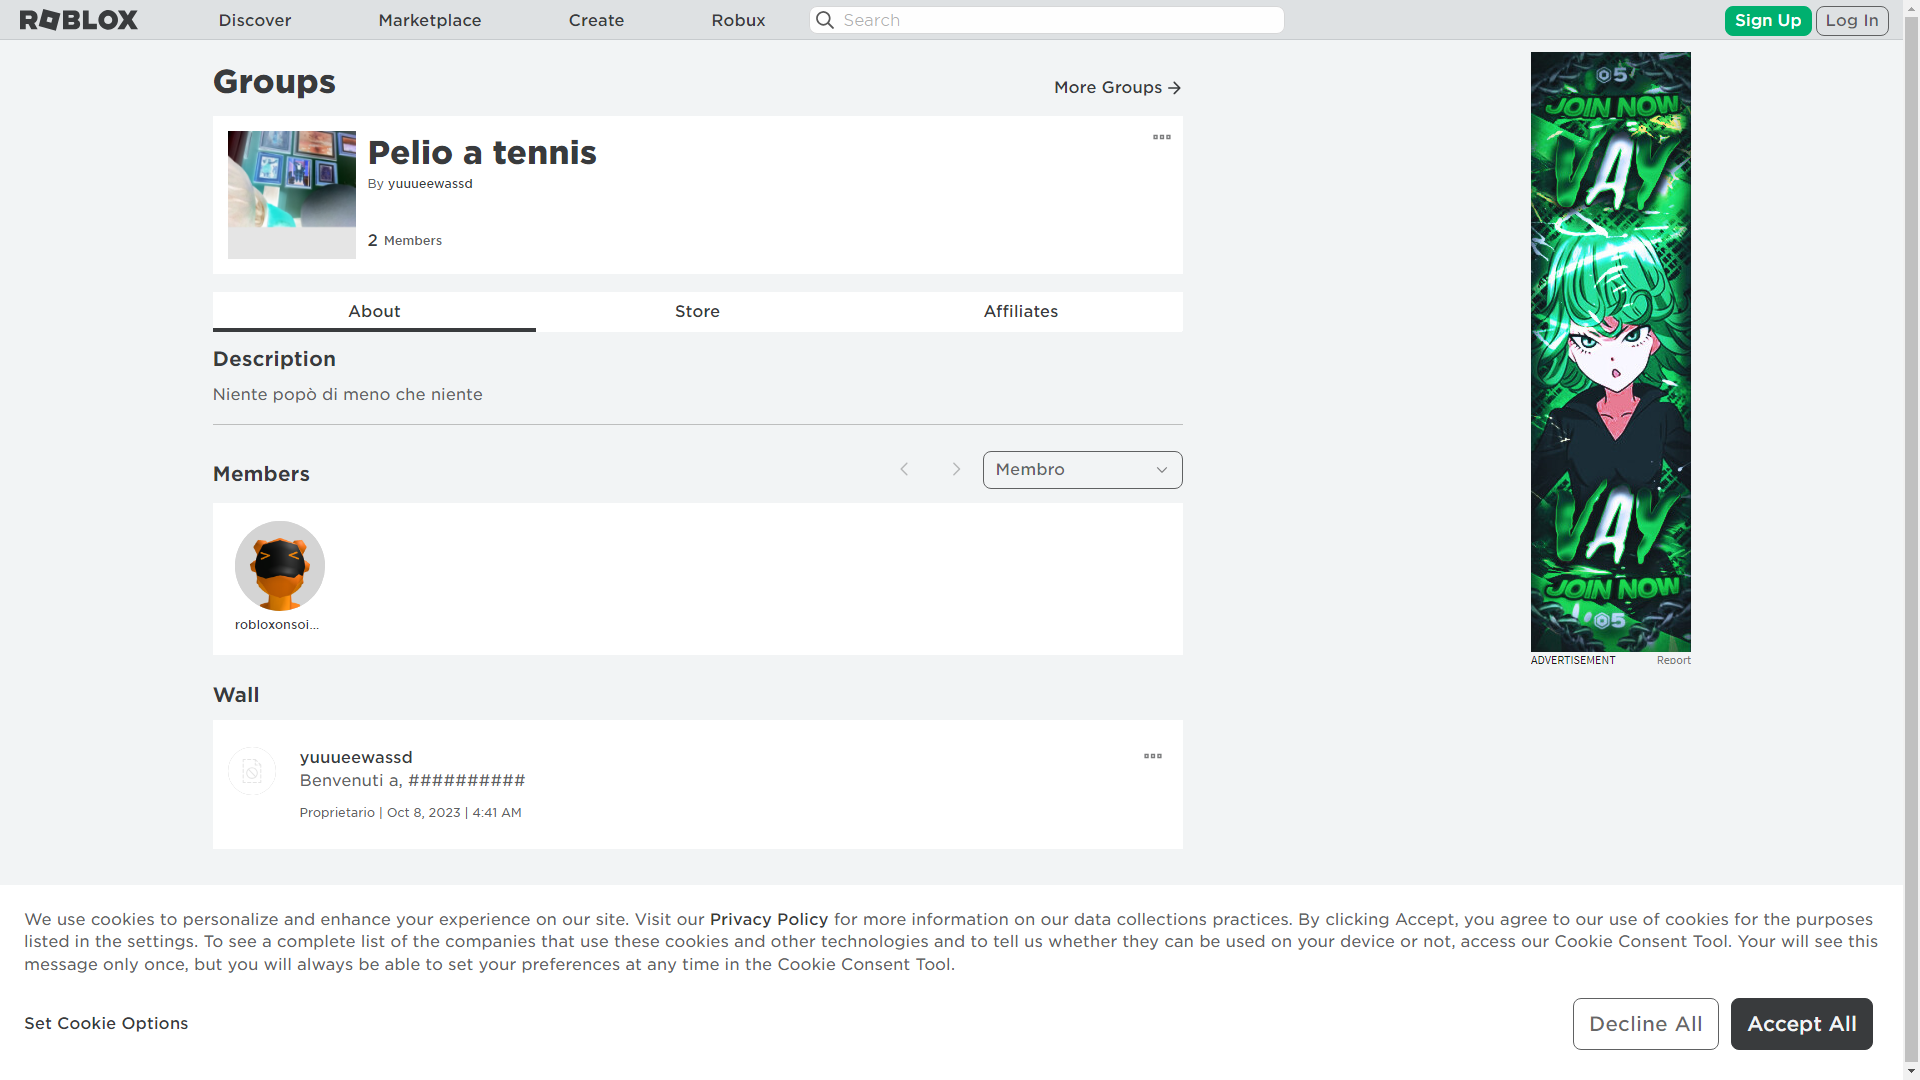 ROBLOX Discover Marketplace Create Robux Search Sign Up Log In
Groups
More Groups
Pelio a tennis
By yuuueewassd
2 Members
About Store Affiliates
Description
Niente popò di meno che niente
Members
Membro
robloxonsoi...
Wall
yuuueewassd
Benvenuti a, ##########
Proprietario | Oct 8, 2023 | 4:41 AM
5
JOIN NOW
VAY
VAY
JOIN NOW
5
ADVERTISEMENT Report
We use cookies to personalize and enhance your experience on our site. Visit our Privacy Policy for more information on our data collections practices. By clicking Accept, you agree to our use of cookies for the purposes
listed in the settings. To see a complete list of the companies that use these cookies and other technologies and to tell us whether they can be used on your device or not, access our Cookie Consent Tool. Your will see this
message only once, but you will always be able to set your preferences at any time in the Cookie Consent Tool.
Set Cookie Options
Decline All
Accept All